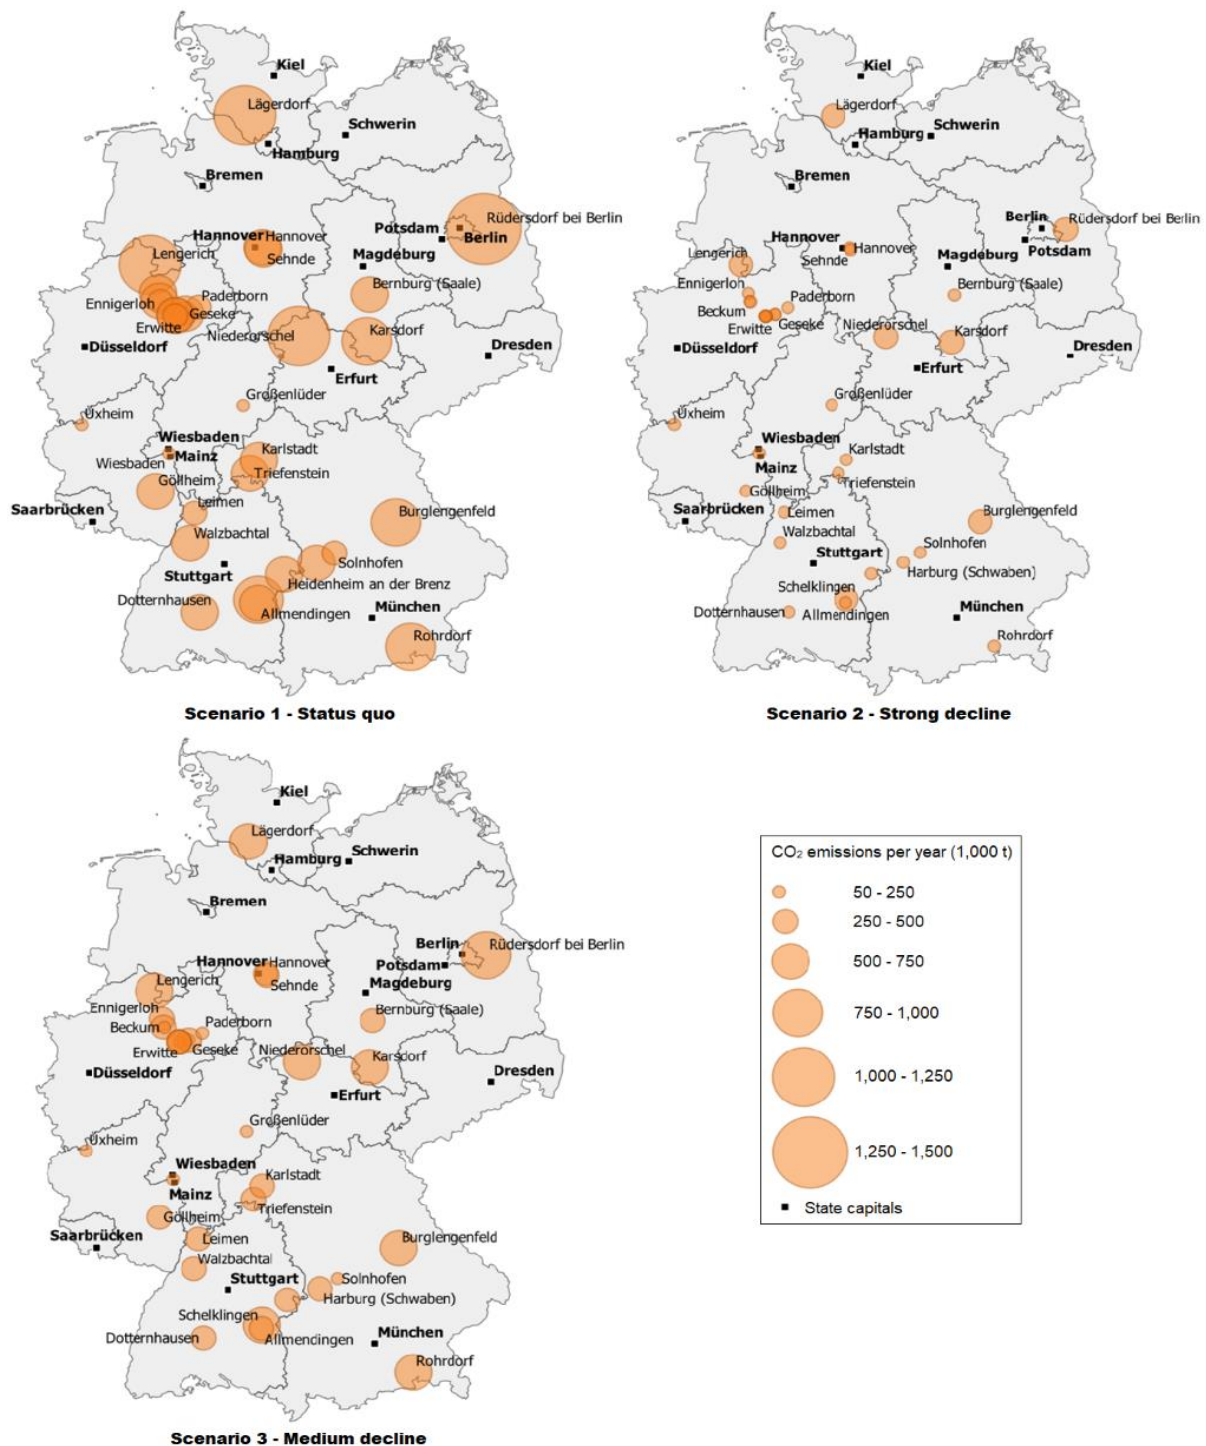 Kiel
Lägerdorf
Schwerin
Hamburg
Bremen
Rüdersdorf bei Berlin
Potsdam
Berlin
Hannover
Hannover
Lengerich
Sehnde
Magdeburg
Bernburg (Saale)
Ennigerloh
Paderborn
Geseke
Erwitte
Niederorschel
Karsdorf
Düsseldorf
Dresden
Erfurt
Großenlüder
Üxheim
Wiesbaden
Karlstadt
Mainz
Wiesbaden
Triefenstein
Göllheim
Leimen
Saarbrücken
Burglengenfeld
Walzbachtal
Solnhofen
Stuttgart
Heidenheim an der Brenz
Dotternhausen
Allmendingen
München
Rohrdorf
Scenario 1 - Status quo
Kiel
Lägerdorf
Schwerin
Hamburg
Bremen
Berlin
Rüdersdorf bei Berlin
Hannover
Hannover
Potsdam
Lengerich
Sehnde
Magdeburg
Ennigerloh
Bernburg (Saale)
Paderborn
Beckum
Geseke
Erwitte
Niederorschel
Karsdorf
Düsseldorf
Dresden
Erfurt
Großenlüder
Üxheim
Wiesbaden
Karlstadt
Mainz
Triefenstein
Göllheim
Saarbrücken
Leimen
Burglengenfeld
Walzbachtal
Solnhofen
Stuttgart
Harburg (Schwaben)
Schelklingen
Dotternhausen
Allmendingen
München
Rohrdorf
Scenario 2 - Strong decline
Kiel
Lägerdorf
Schwerin
Hamburg
Bremen
Berlin
Rüdersdorf bei Berlin
Hannover
Hannover
Potsdam
Lengerich
Sehnde
Magdeburg
Ennigerloh
Bernburg (Saale)
Beckum
Paderborn
Erwitte
Geseke
Niederorschel
Karsdorf
Düsseldorf
Dresden
Erfurt
Großenlüder
Üxheim
Wiesbaden
Karlstadt
Mainz
Triefenstein
Göllheim
Saarbrücken
Leimen
Burglengenfeld
Walzbachtal
Stuttgart
Solnhofen
Harburg (Schwaben)
Schelklingen
Dotternhausen
Allmendingen
München
Rohrdorf
Scenario 3 - Medium decline
CO₂ emissions per year (1,000 t)
50 - 250
250 - 500
500 - 750
750 - 1,000
1,000 - 1,250
1,250 - 1,500
State capitals